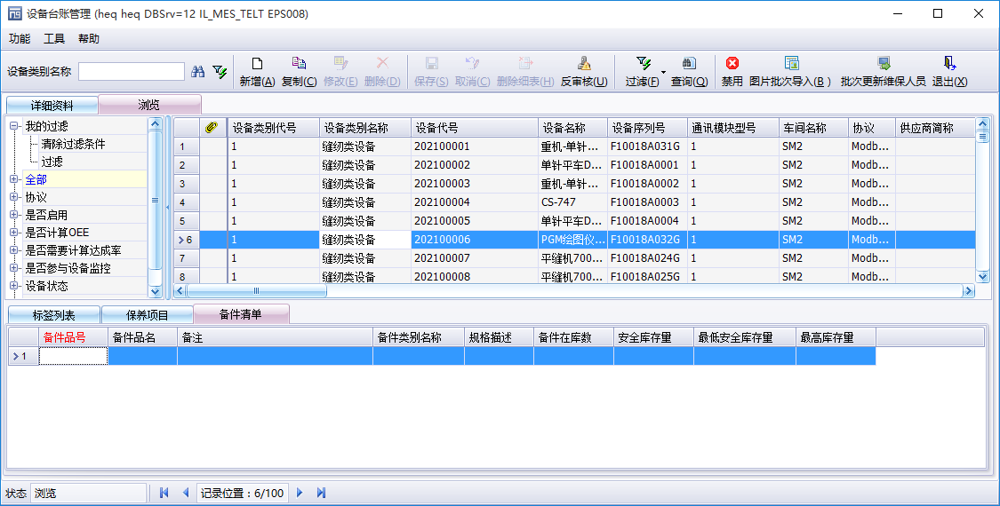 设备台账管理 (heq heq DBSrv=12 IL_MES_TELT EPS008)
功能 工具 帮助
设备类别名称 新增(A) 复制(C) 修改(E) 删除(D) 保存(S) 取消(C) 删除细表(H) 反审核(U) 过滤(F) 查询(Q) 禁用 图片批次导入(B ) 批次更新维保人员 退出(X)
详细资料 浏览
我的过滤
清除过滤条件
过滤
全部
协议
是否启用
是否计算OEE
是否需要计算达成率
是否参与设备监控
设备状态
设备类别代号 设备类别名称 设备代号 设备名称 设备序列号 通讯模块型号 车间名称 协议 供应商简称
1 1 缝纫类设备 202100001 重机-单针... F10018A031G 1 SM2 Modb...
2 1 缝纫类设备 202100002 单针平车D... F10018A0001 1 SM2 Modb...
3 1 缝纫类设备 202100003 重机-单针... F10018A0002 1 SM2 Modb...
4 1 缝纫类设备 202100004 CS-747 F10018A0003 1 SM2 Modb...
5 1 缝纫类设备 202100005 单针平车D... F10018A0004 1 SM2 Modb...
6 1 缝纫类设备 202100006 PGM绘图仪... F10018A032G 1 SM2 Modb...
7 1 缝纫类设备 202100007 平缝机700... F10018A024G 1 SM2 Modb...
8 1 缝纫类设备 202100008 平缝机700... F10018A025G 1 SM2 Modb...
标签列表 保养项目 备件清单
备件品号 备件品名 备注 备件类别名称 规格描述 备件在库数 安全库存量 最低安全库存量 最高库存量
1
状态 浏览 记录位置：6/100